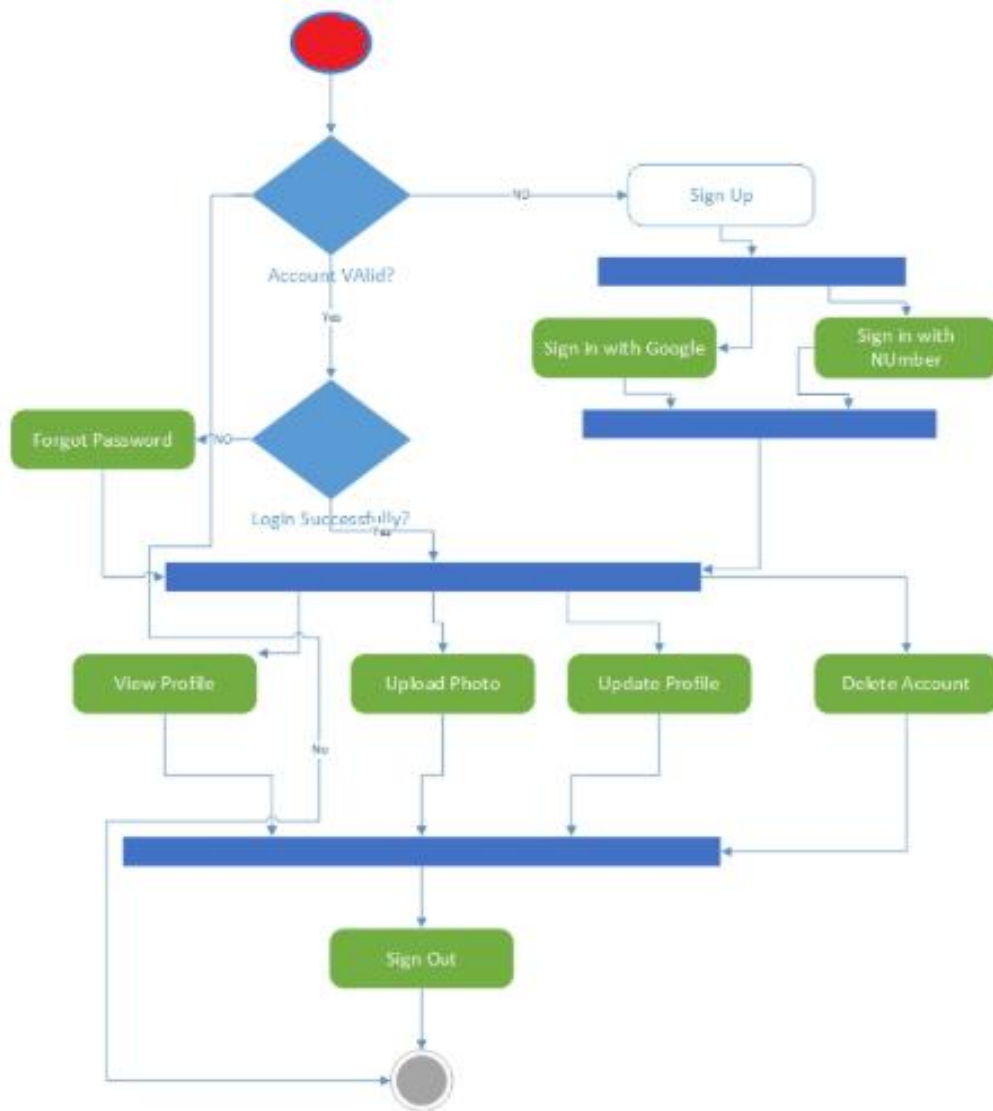 NO
Sign Up
Account VAlid?
Yes
Sign in with Google
Sign in with
NUmber
Forgot Password
NO
Login Successfully?
Yes
View Profile
Upload Photo
Update Profile
Delete Account
No
Sign Out